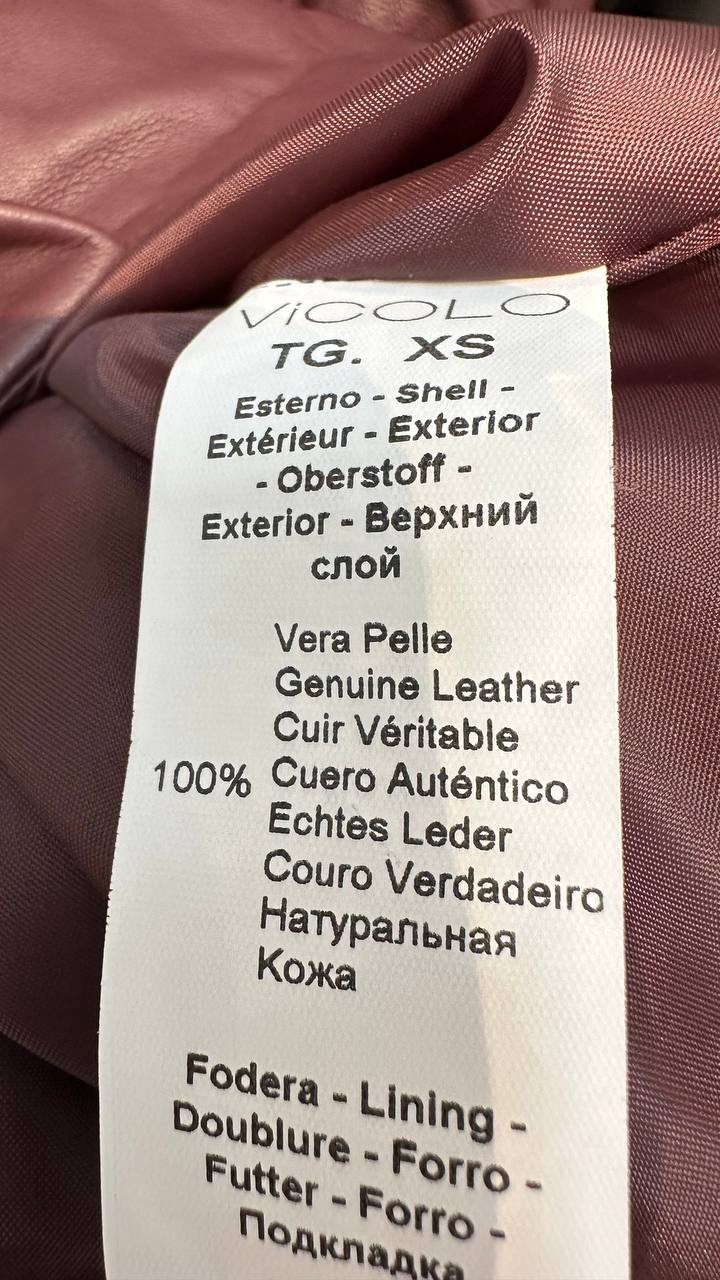 ViCOLO
TG. XS
Esterno - Shell -
Extérieur - Exterior
- Oberstoff -
Exterior - Верхний
слой
Vera Pelle
Genuine Leather
Cuir Véritable
100% Cuero Auténtico
Echtes Leder
Couro Verdadeiro
Натуральная
Кожа
Fodera - Lining -
Doublure - Forro -
Futter - Forro -
Подкладка